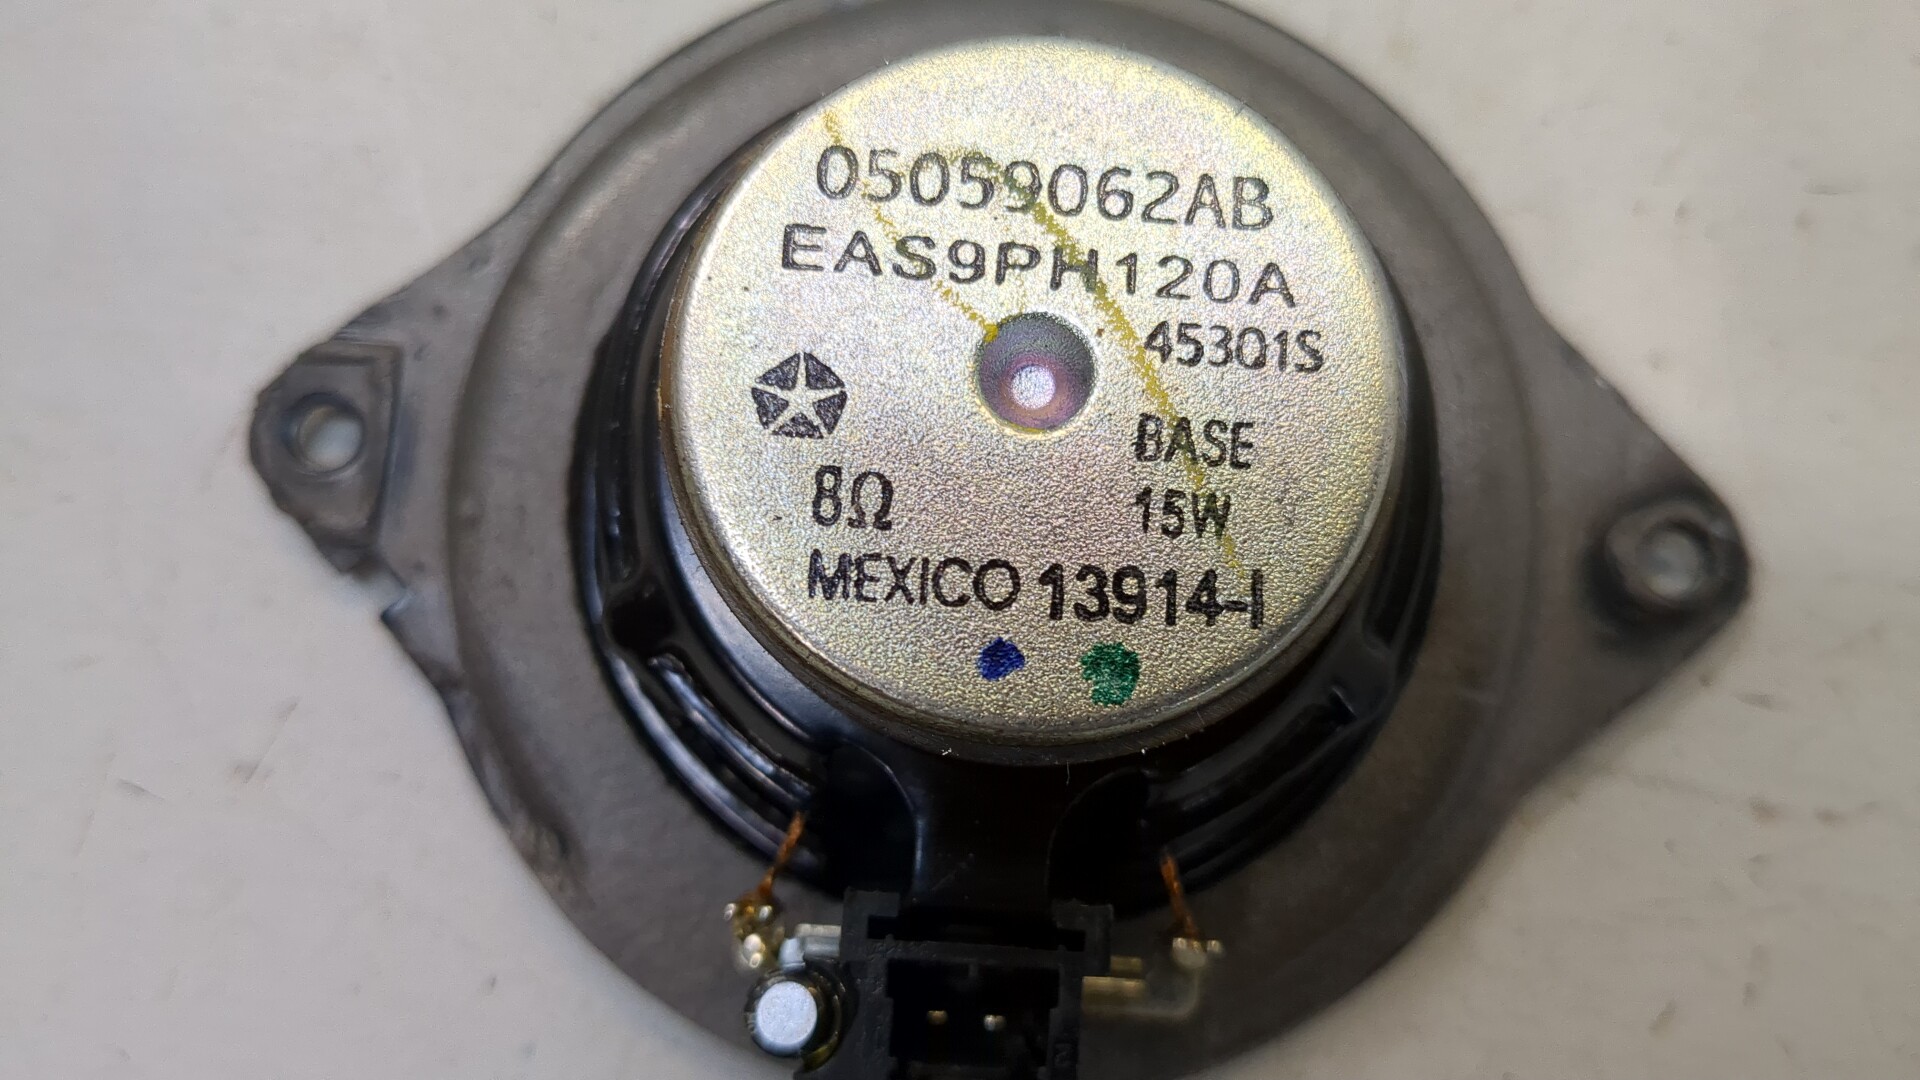 05059062AB
EAS9PH120A
45301S
BASE
8Ω
15W
MEXICO 13914-I